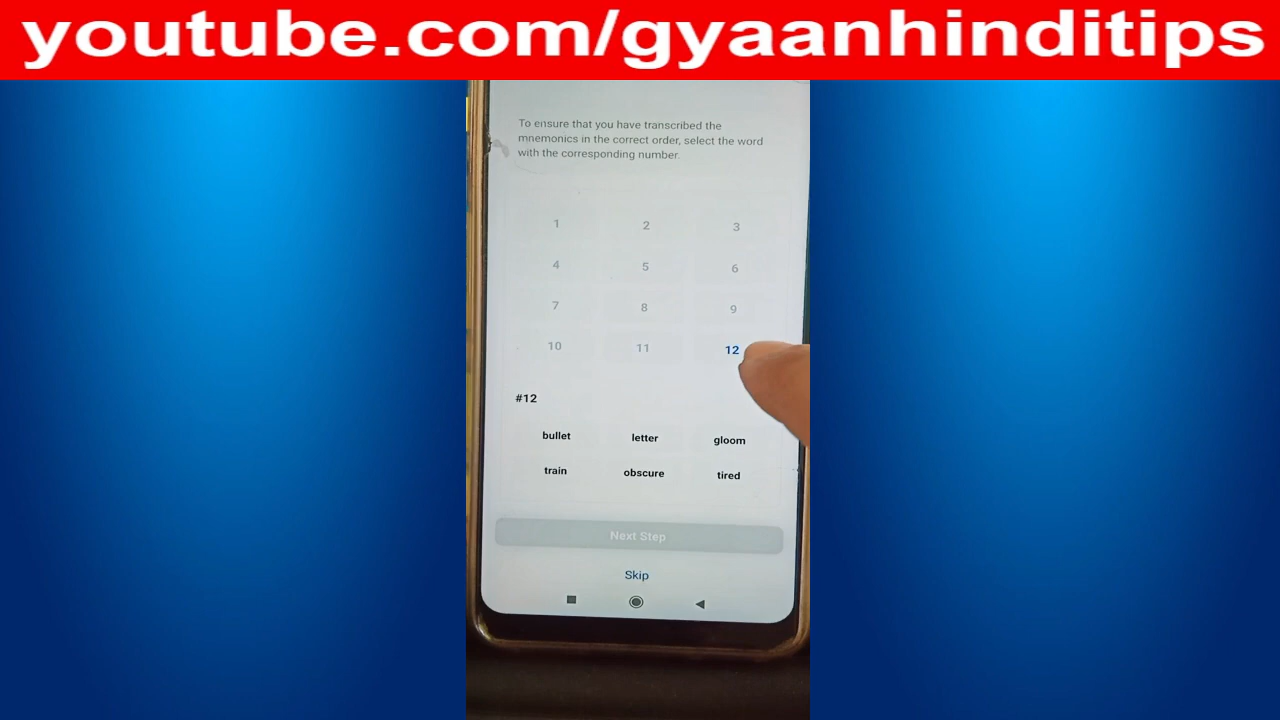 youtube.com/gyaanhinditips
To ensure that you have transcribed the
mnemonics in the correct order, select the word
with the corresponding number.
1 2 3
4 5 6
7 8 9
10 11 12
#12
bullet letter gloom
train obscure tired
Next Step
Skip